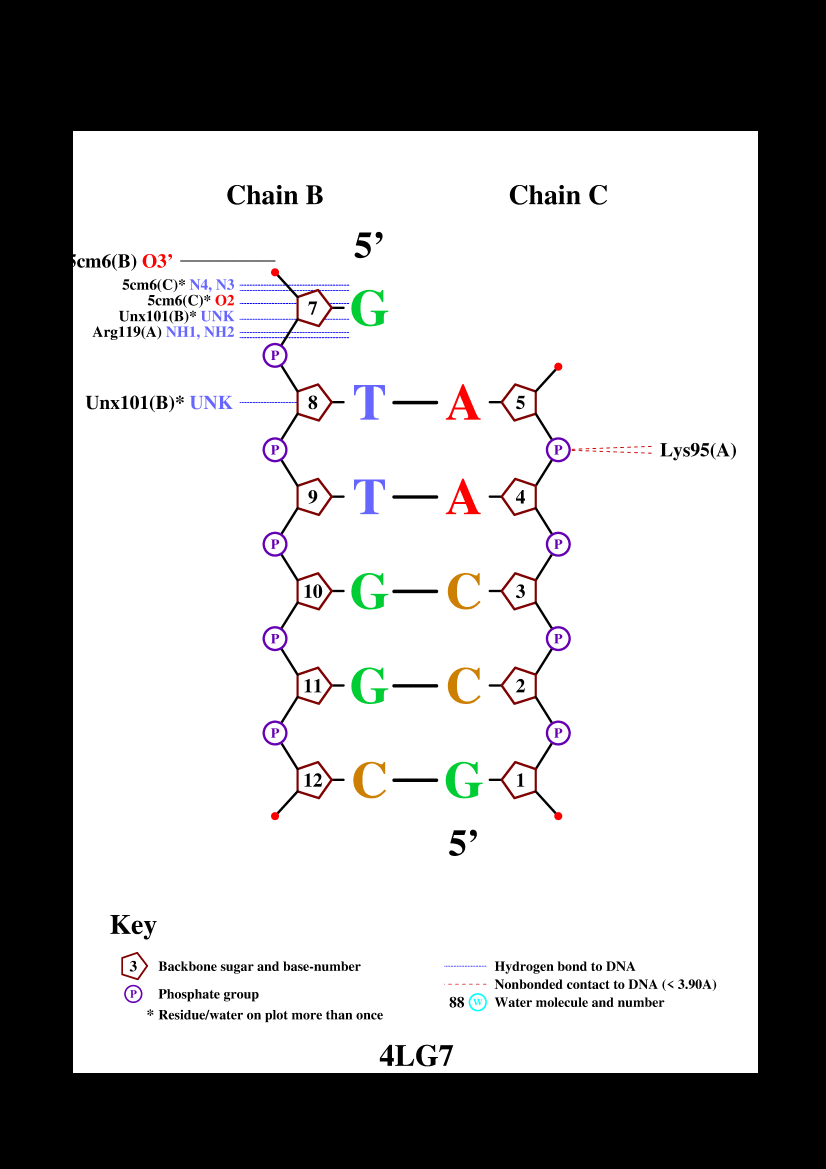 Chain B Chain C
5’
5cm6(B) O3’
5cm6(C)* N4, N3
5cm6(C)* O2
Unx101(B)* UNK
Arg119(A) NH1, NH2
7 G
P
Unx101(B)* UNK 8 T A 5
P P Lys95(A)
9 T A 4
P P
10 G C 3
P P
11 G C 2
P P
12 C G 1
5’
Key
3 Backbone sugar and base-number
P Phosphate group
* Residue/water on plot more than once
Hydrogen bond to DNA
Nonbonded contact to DNA (< 3.90A)
88 W Water molecule and number
4LG7